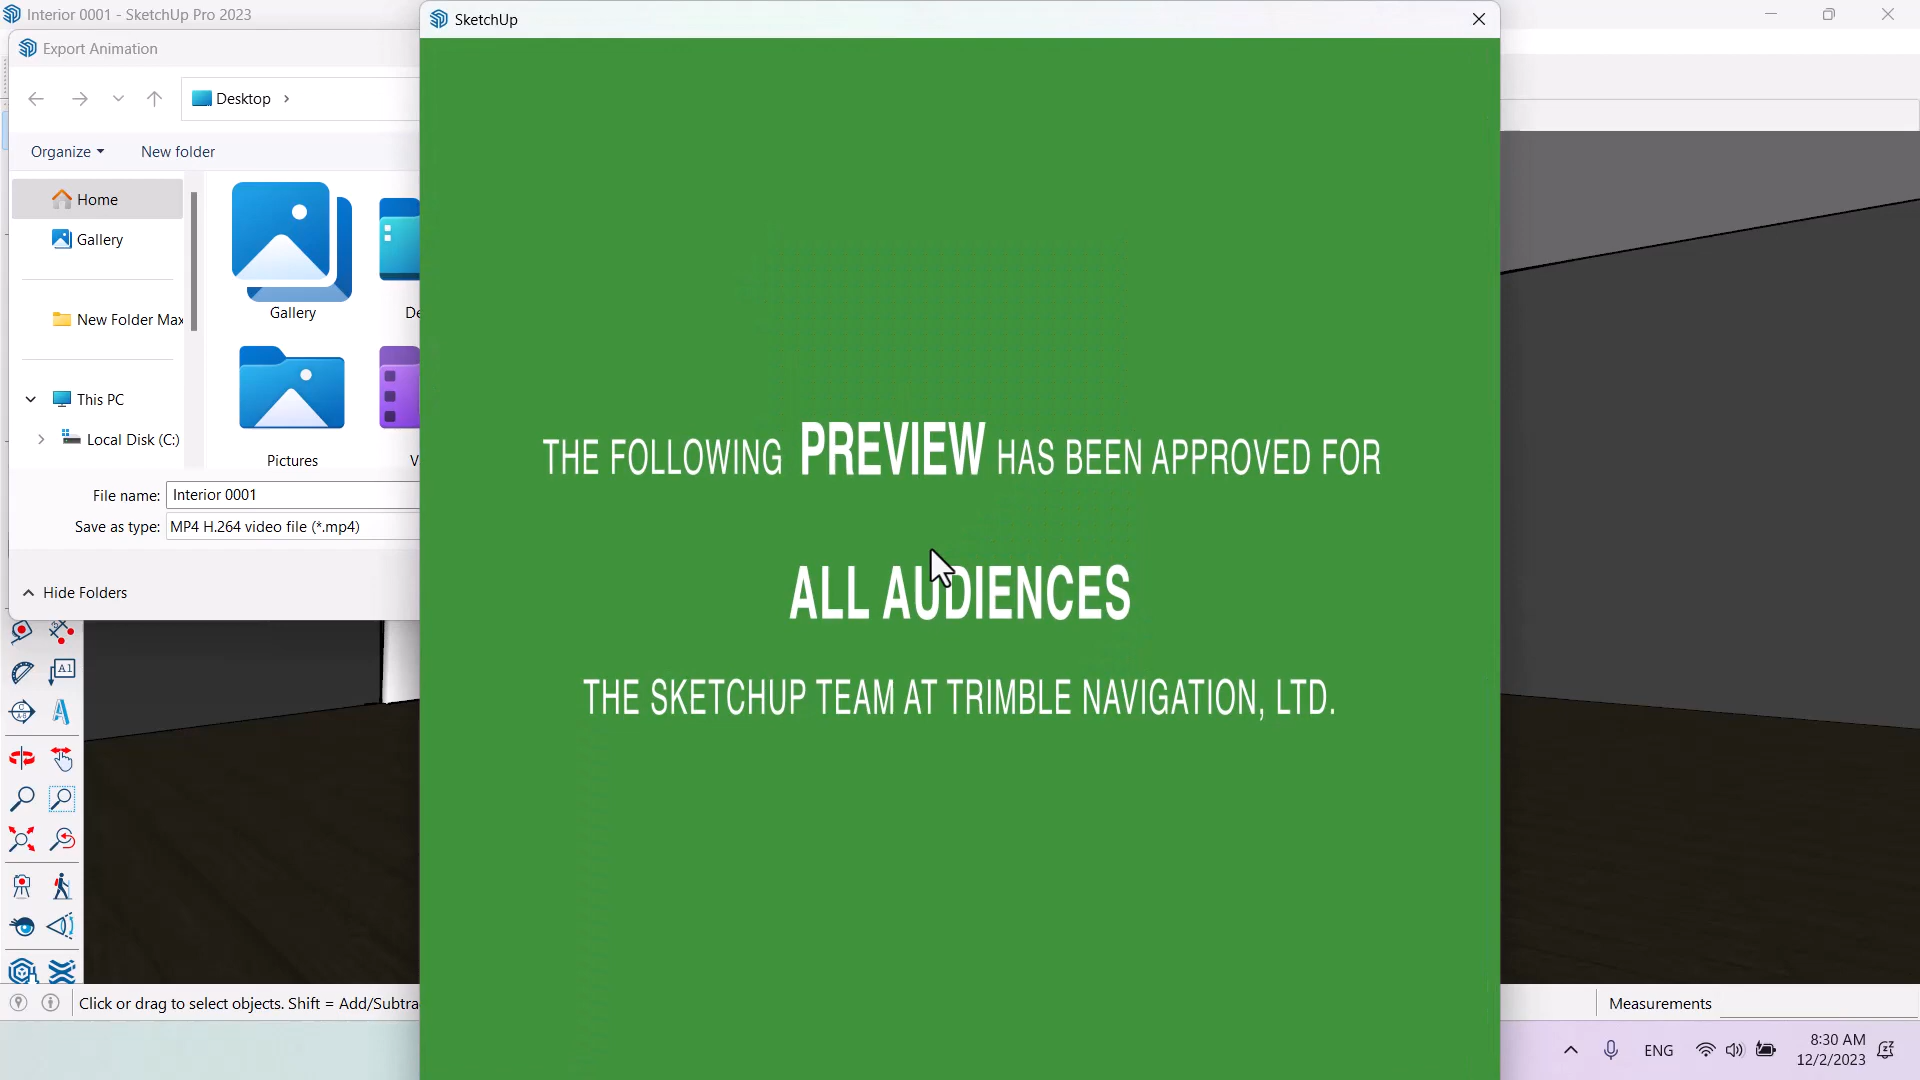 Interior 0001 - SketchUp Pro 2023
SketchUp
Export Animation
Desktop
Organize
New folder
Home
Gallery
New Folder Max
This PC
Local Disk (C:)
Gallery
De
Pictures
V
File name:
Interior 0001
Save as type:
MP4 H.264 video file (*.mp4)
Hide Folders
THE FOLLOWING PREVIEW HAS BEEN APPROVED FOR
ALL AUDIENCES
THE SKETCHUP TEAM AT TRIMBLE NAVIGATION, LTD.
A1
Click or drag to select objects. Shift = Add/Subtra
Measurements
ENG
8:30 AM
12/2/2023